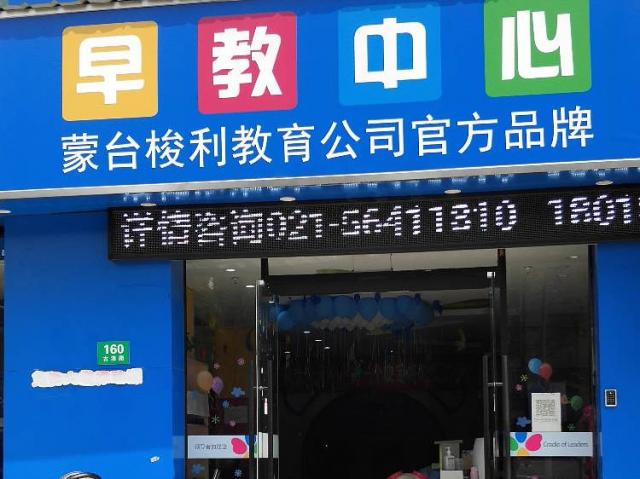 早教中心
蒙台梭利教育公司官方品牌
详情咨询021-56411810 1801
160
Cradle of Leaders